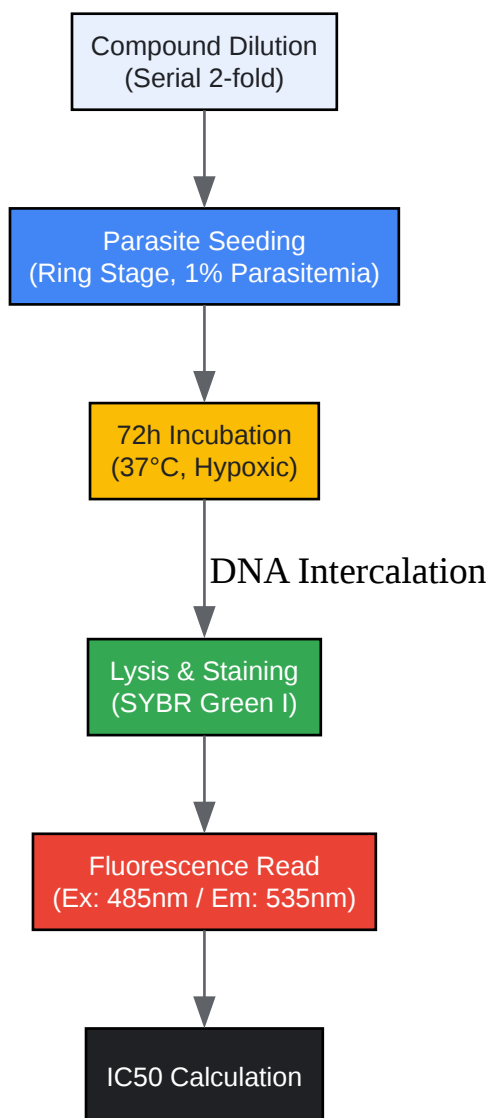 Compound Dilution
(Serial 2-fold)
Parasite Seeding
(Ring Stage, 1% Parasitemia)
72h Incubation
(37°C, Hypoxic)
DNA Intercalation
Lysis & Staining
(SYBR Green I)
Fluorescence Read
(Ex: 485nm / Em: 535nm)
IC50 Calculation